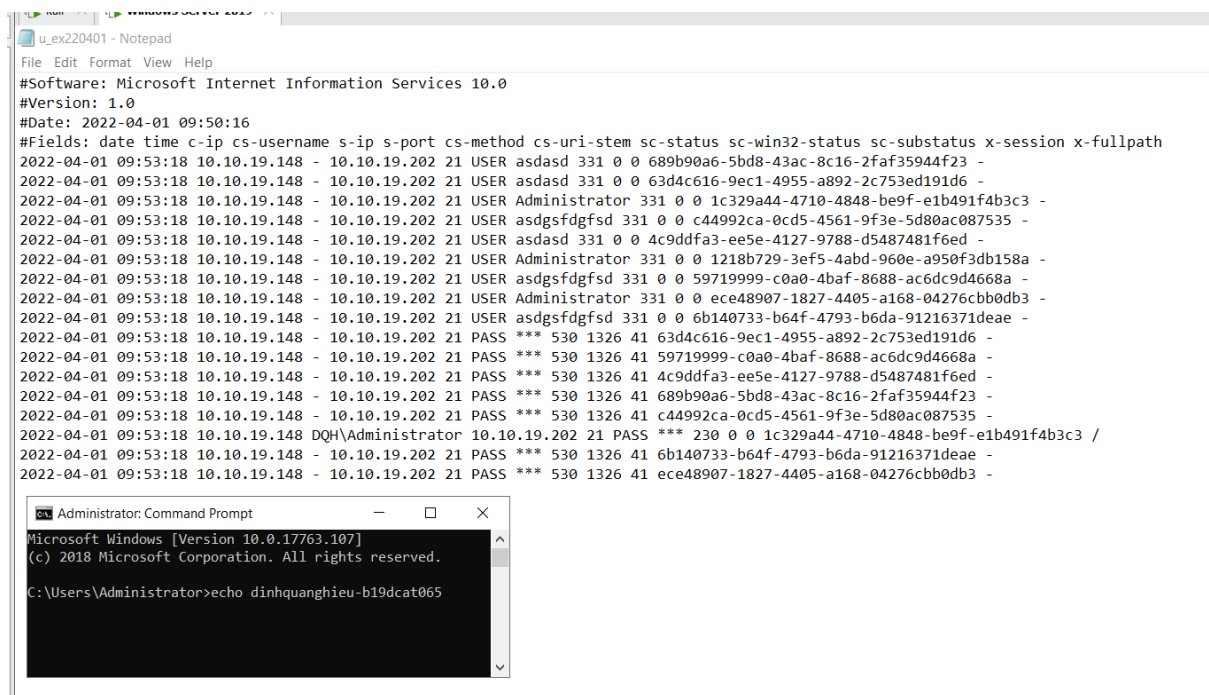 Windows Server 2019
u_ex220401 - Notepad
File Edit Format View Help
#Software: Microsoft Internet Information Services 10.0
#Version: 1.0
#Date: 2022-04-01 09:50:16
#Fields: date time c-ip cs-username s-ip s-port cs-method cs-uri-stem sc-status sc-win32-status sc-substatus x-session x-fullpath
2022-04-01 09:53:18 10.10.19.148 - 10.10.19.202 21 USER asdasd 331 0 0 689b90a6-5bd8-43ac-8c16-2faf35944f23 -
2022-04-01 09:53:18 10.10.19.148 - 10.10.19.202 21 USER asdasd 331 0 0 63d4c616-9ec1-4955-a892-2c753ed191d6 -
2022-04-01 09:53:18 10.10.19.148 - 10.10.19.202 21 USER Administrator 331 0 0 1c329a44-4710-4848-be9f-e1b491f4b3c3 -
2022-04-01 09:53:18 10.10.19.148 - 10.10.19.202 21 USER asdgsfdgfsd 331 0 0 c44992ca-0cd5-4561-9f3e-5d80ac087535 -
2022-04-01 09:53:18 10.10.19.148 - 10.10.19.202 21 USER asdasd 331 0 0 4c9ddfa3-ee5e-4127-9788-d5487481f6ed -
2022-04-01 09:53:18 10.10.19.148 - 10.10.19.202 21 USER Administrator 331 0 0 1218b729-3ef5-4abd-960e-a950f3db158a -
2022-04-01 09:53:18 10.10.19.148 - 10.10.19.202 21 USER asdgsfdgfsd 331 0 0 59719999-c0a0-4baf-8688-ac6dc9d4668a -
2022-04-01 09:53:18 10.10.19.148 - 10.10.19.202 21 USER Administrator 331 0 0 ece48907-1827-4405-a168-04276cbb0db3 -
2022-04-01 09:53:18 10.10.19.148 - 10.10.19.202 21 USER asdgsfdgfsd 331 0 0 6b140733-b64f-4793-b6da-91216371deae -
2022-04-01 09:53:18 10.10.19.148 - 10.10.19.202 21 PASS *** 530 1326 41 63d4c616-9ec1-4955-a892-2c753ed191d6 -
2022-04-01 09:53:18 10.10.19.148 - 10.10.19.202 21 PASS *** 530 1326 41 59719999-c0a0-4baf-8688-ac6dc9d4668a -
2022-04-01 09:53:18 10.10.19.148 - 10.10.19.202 21 PASS *** 530 1326 41 4c9ddfa3-ee5e-4127-9788-d5487481f6ed -
2022-04-01 09:53:18 10.10.19.148 - 10.10.19.202 21 PASS *** 530 1326 41 689b90a6-5bd8-43ac-8c16-2faf35944f23 -
2022-04-01 09:53:18 10.10.19.148 - 10.10.19.202 21 PASS *** 530 1326 41 c44992ca-0cd5-4561-9f3e-5d80ac087535 -
2022-04-01 09:53:18 10.10.19.148 DQH\Administrator 10.10.19.202 21 PASS *** 230 0 0 1c329a44-4710-4848-be9f-e1b491f4b3c3 /
2022-04-01 09:53:18 10.10.19.148 - 10.10.19.202 21 PASS *** 530 1326 41 6b140733-b64f-4793-b6da-91216371deae -
2022-04-01 09:53:18 10.10.19.148 - 10.10.19.202 21 PASS *** 530 1326 41 ece48907-1827-4405-a168-04276cbb0db3 -
Administrator: Command Prompt
Microsoft Windows [Version 10.0.17763.107]
(c) 2018 Microsoft Corporation. All rights reserved.
C:\Users\Administrator>echo dinhquanghieu-b19dcat065